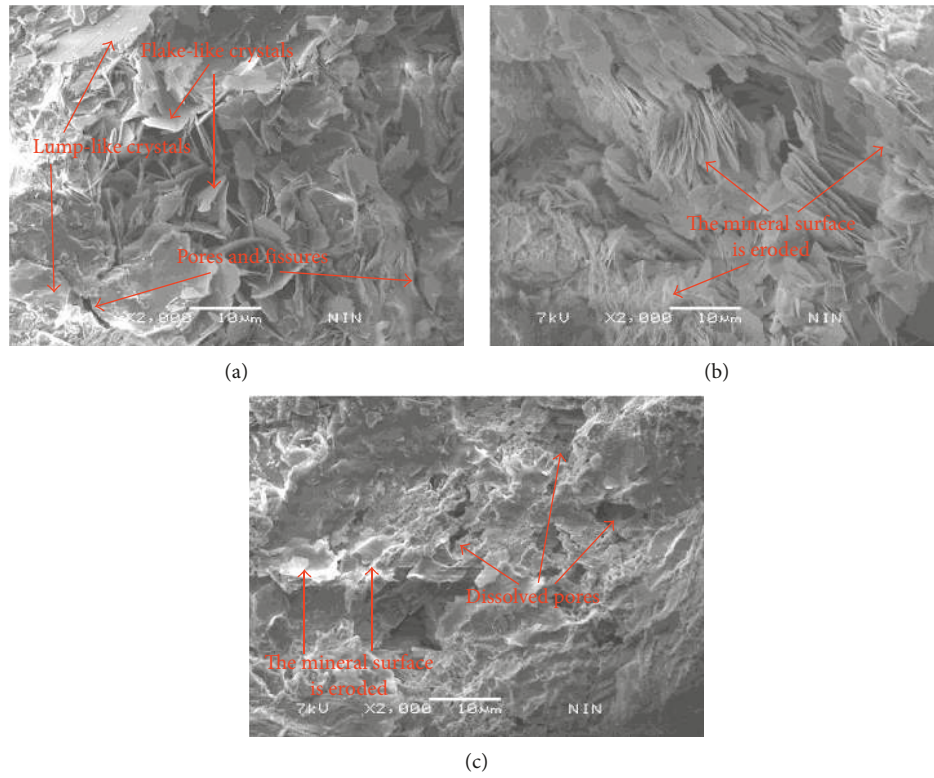 Flake-like crystals
Lump-like crystals
Pores and fissures
X2,000 10μm NIN
(a)
The mineral surface
is eroded
7kV X2,000 10μm NIN
(b)
Dissolved pores
The mineral surface
is eroded
7kV X2,000 10μm NIN
(c)